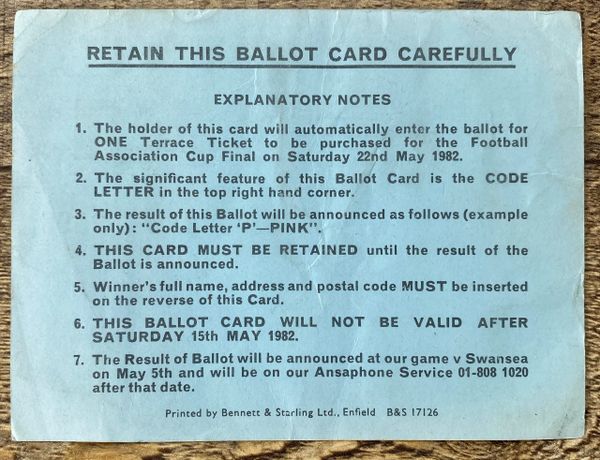 RETAIN THIS BALLOT CARD CAREFULLY
EXPLANATORY NOTES
1. The holder of this card will automatically enter the ballot for
ONE Terrace Ticket to be purchased for the Football
Association Cup Final on Saturday 22nd May 1982.
2. The significant feature of this Ballot Card is the CODE
LETTER in the top right hand corner.
3. The result of this Ballot will be announced as follows (example
only): “Code Letter ‘P’—PINK”.
4. THIS CARD MUST BE RETAINED until the result of the
Ballot is announced.
5. Winner's full name, address and postal code MUST be inserted
on the reverse of this Card.
6. THIS BALLOT CARD WILL NOT BE VALID AFTER
SATURDAY 15th MAY 1982.
7. The Result of Ballot will be announced at our game v Swansea
on May 5th and will be on our Ansaphone Service 01-808 1020
after that date.
Printed by Bennett & Starling Ltd., Enfield B&S 17126